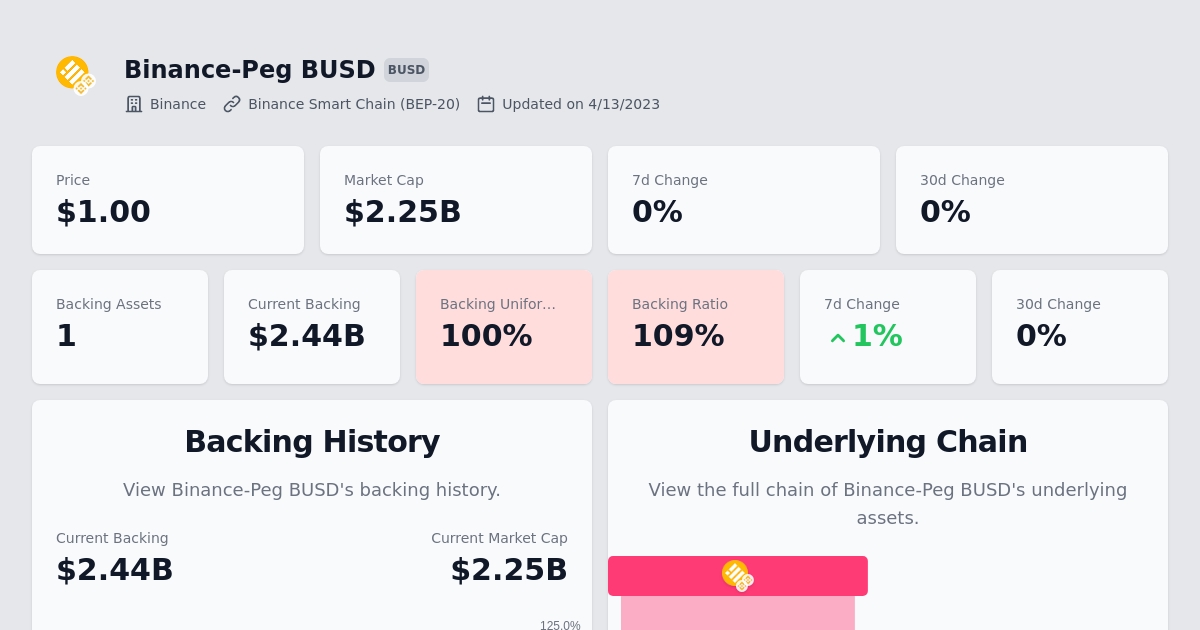 Binance-Peg BUSD BUSD
Binance Binance Smart Chain (BEP-20) Updated on 4/13/2023
Price
$1.00
Market Cap
$2.25B
7d Change
0%
30d Change
0%
Backing Assets
1
Current Backing
$2.44B
Backing Unifor...
100%
Backing Ratio
109%
7d Change
1%
30d Change
0%
Backing History
View Binance-Peg BUSD's backing history.
Current Backing
$2.44B
Current Market Cap
$2.25B
125.0%
Underlying Chain
View the full chain of Binance-Peg BUSD's underlying
assets.